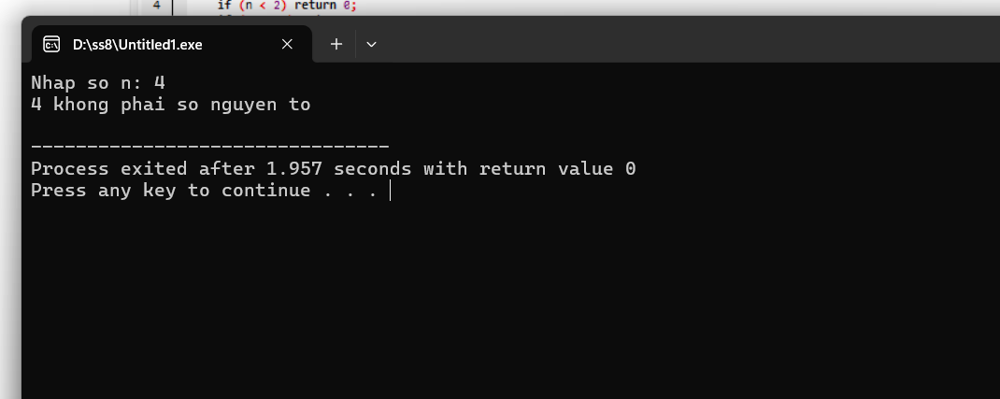 4 if (n < 2) return 0;
D:\ss8\Untitled1.exe
Nhap so n: 4
4 khong phai so nguyen to
--------------------------------
Process exited after 1.957 seconds with return value 0
Press any key to continue . . .